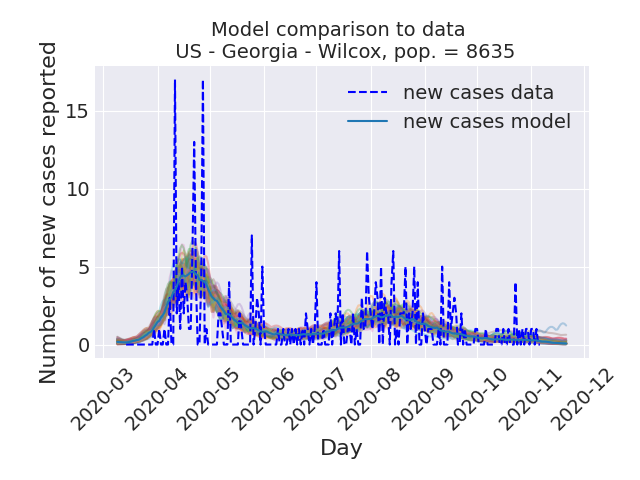 Model comparison to data
US - Georgia - Wilcox, pop. = 8635
Number of new cases reported
15
10
5
0
new cases data
new cases model
2020-03
2020-04
2020-05
2020-06
2020-07
2020-08
2020-09
2020-10
2020-11
2020-12
Day